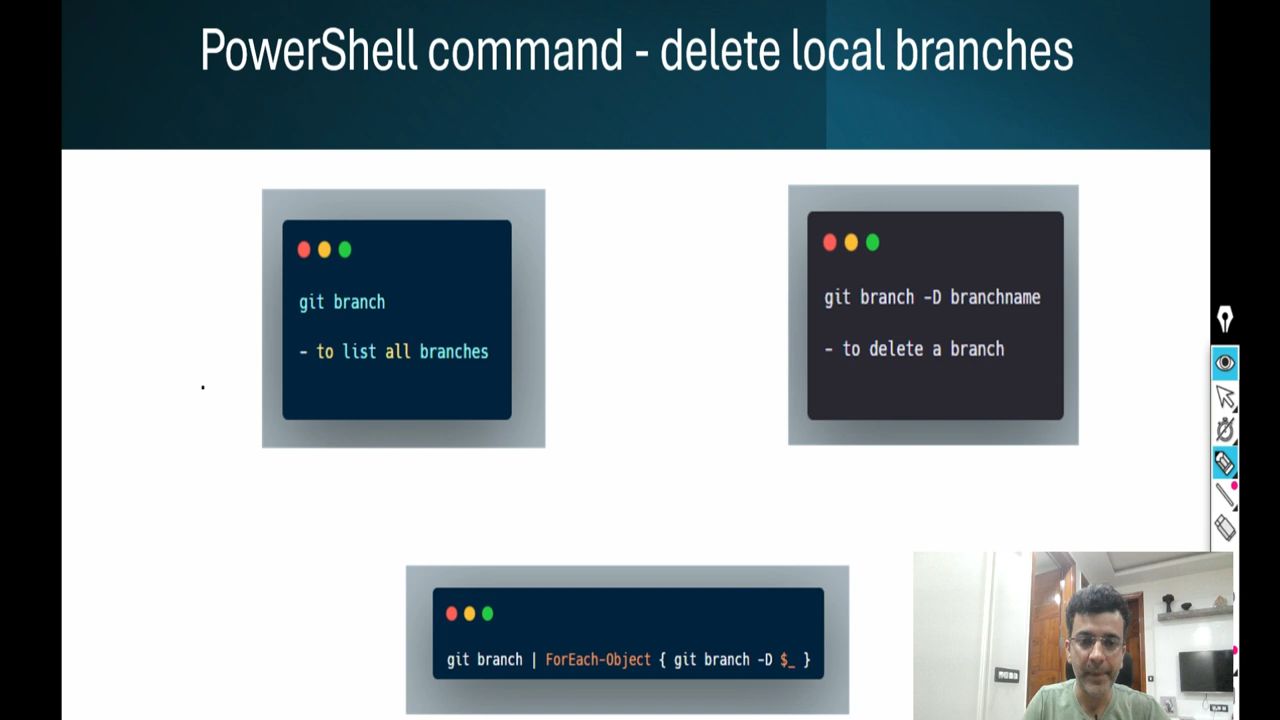 PowerShell command - delete local branches
git branch
- to list all branches
git branch -D branchname
- to delete a branch
git branch | ForEach-Object { git branch -D $_ }